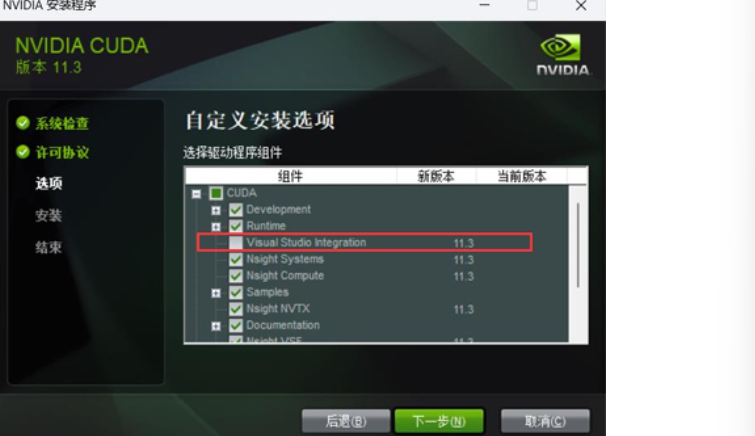 NVIDIA 安装程序
NVIDIA CUDA
版本 11.3
NVIDIA.
系统检查
许可协议
选项
安装
结束
自定义安装选项
选择驱动程序组件
组件 新版本 当前版本
CUDA
Development
Runtime
Visual Studio Integration 11.3
Nsight Systems 11.3
Nsight Compute 11.3
Samples
Nsight NVTX 11.3
Documentation
Nsight VSE 11.3
后退(B) 下一步(N) 取消(C)